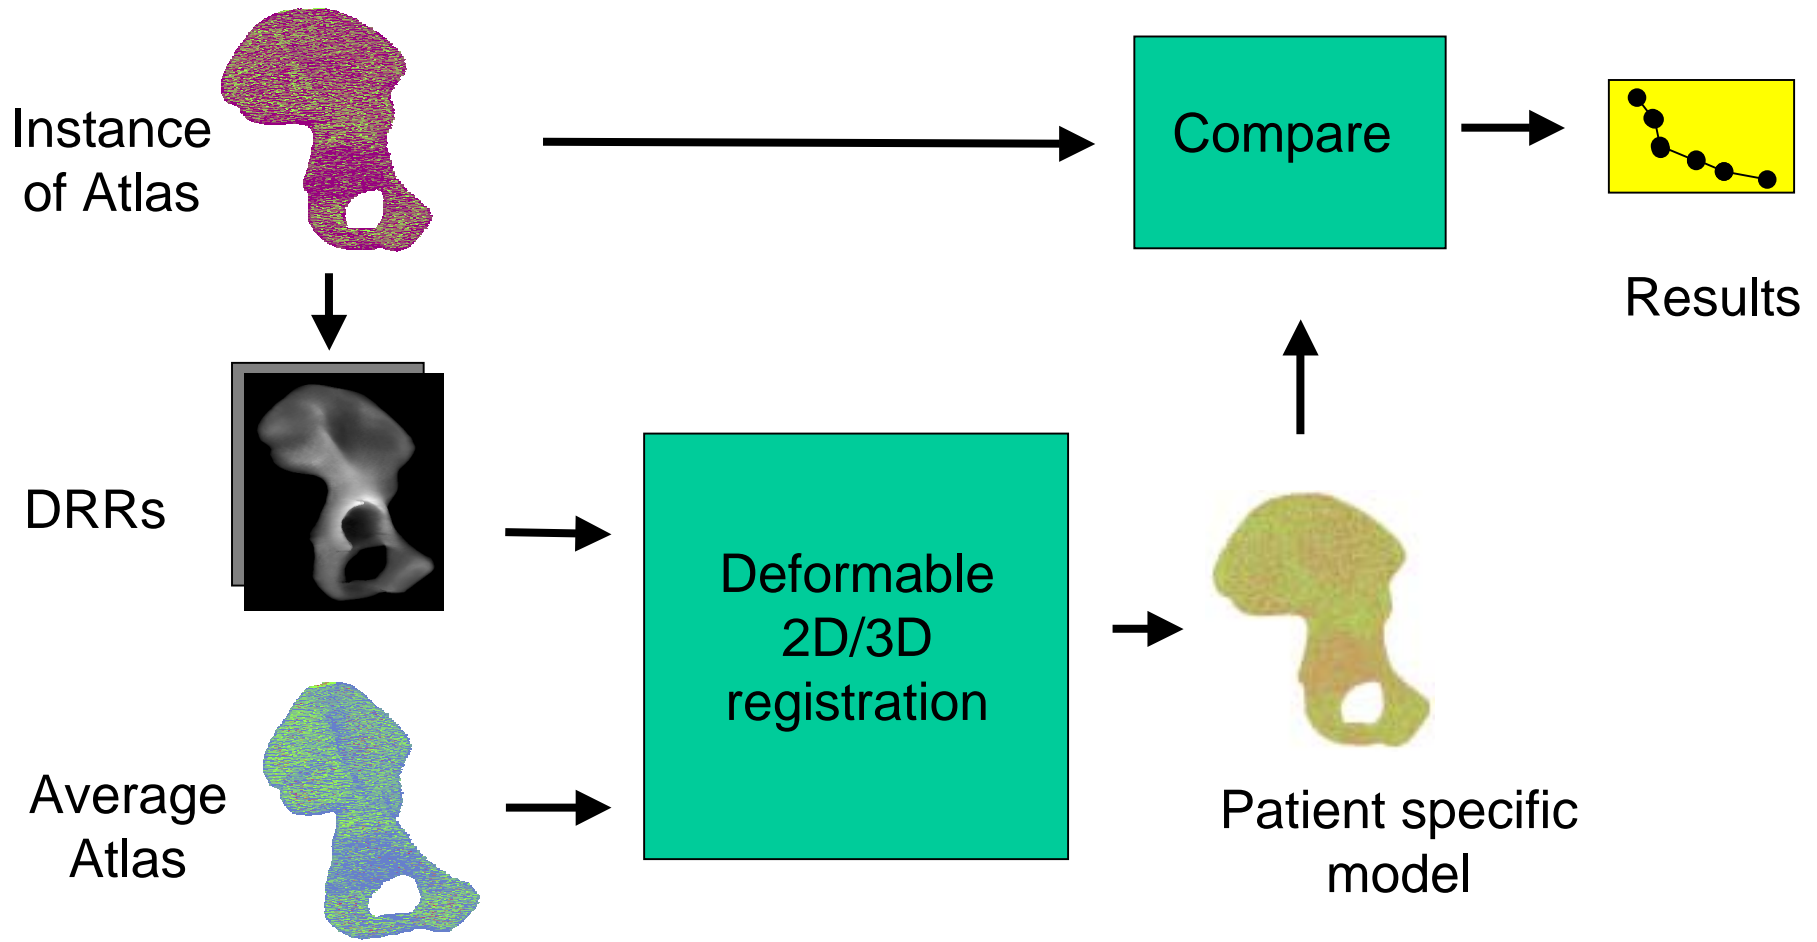 Instance
of Atlas
Compare
Results
DRRs
Deformable
2D/3D
registration
Average
Atlas
Patient specific
model